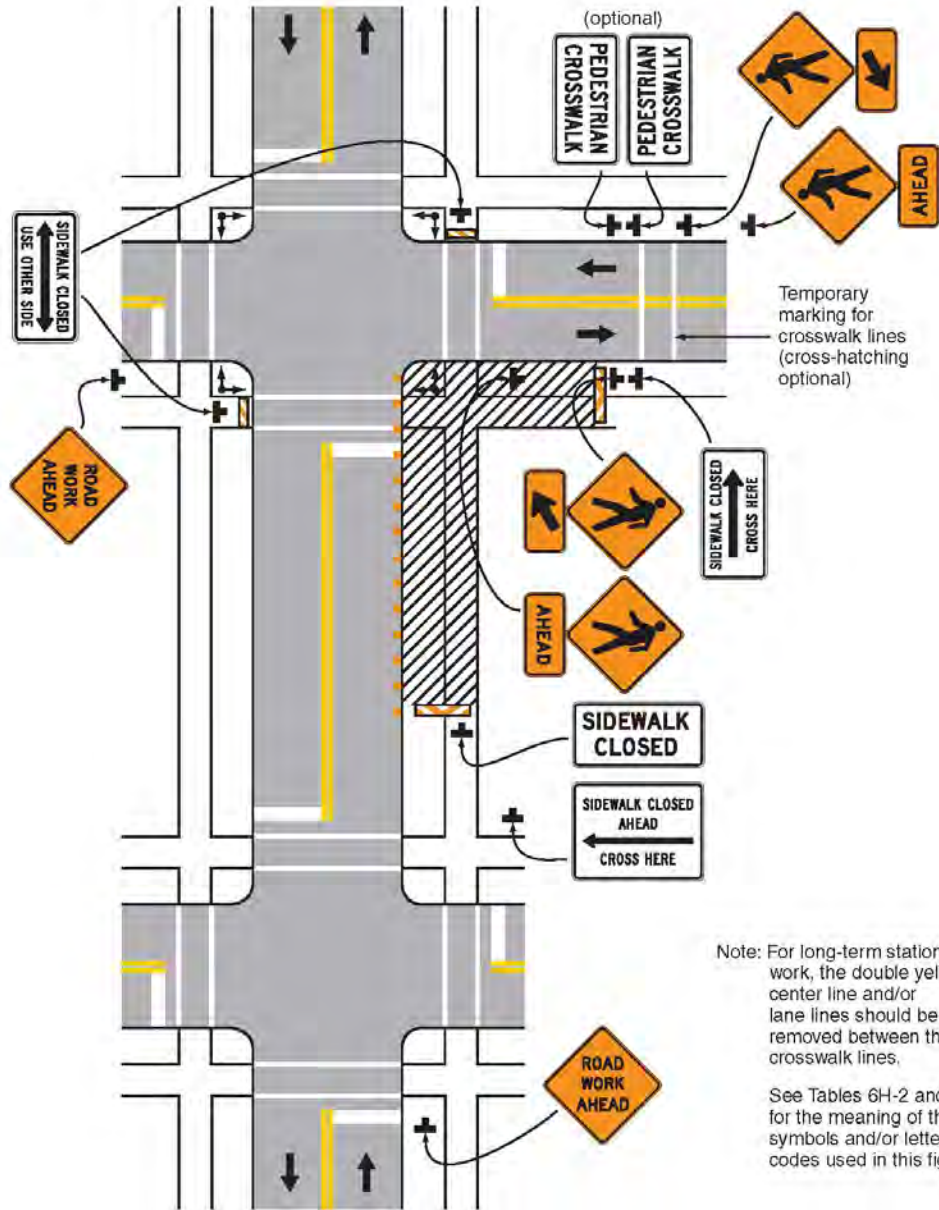 (optional)
PEDESTRIAN
CROSSWALK
PEDESTRIAN
CROSSWALK
AHEAD
SIDEWALK CLOSED
USE OTHER SIDE
Temporary
marking for
crosswalk lines
(cross-hatching
optional)
ROAD
WORK
AHEAD
SIDEWALK CLOSED
CROSS HERE
AHEAD
SIDEWALK
CLOSED
SIDEWALK CLOSED
AHEAD
CROSS HERE
Note: For long-term station
work, the double yel
center line and/or
lane lines should be
removed between th
crosswalk lines.
See Tables 6H-2 and
for the meaning of th
symbols and/or lette
codes used in this fig
ROAD
WORK
AHEAD